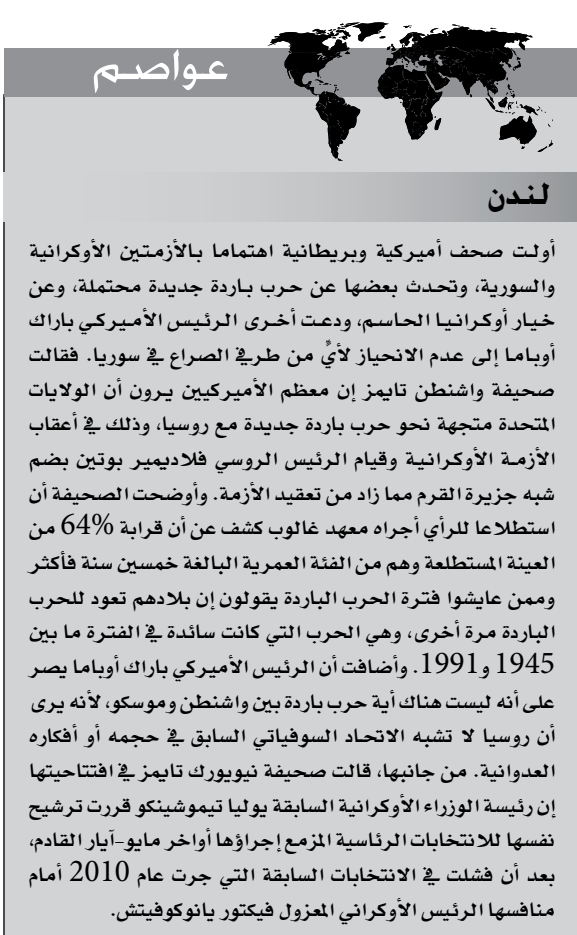 عواصم
لندن
أولت صحف أميركية وبريطانية اهتماما بالأزمتين الأوكرانية
والسورية، وتحدث بعضها عن حرب باردة جديدة محتملة، وعن
خيار أوكرانيا الحاسم، ودعت أخرى الرئيس الأميركي باراك
أوباما إلى عدم الانحياز لأيٍّ من طرفي الصراع في سوريا. فقالت
صحيفة واشنطن تايمز إن معظم الأميركيين يرون أن الولايات
المتحدة متجهة نحو حرب باردة جديدة مع روسيا، وذلك في أعقاب
الأزمة الأوكرانية وقيام الرئيس الروسي فلاديمير بوتين بضم
شبه جزيرة القرم مما زاد من تعقيد الأزمة. وأوضحت الصحيفة أن
استطلاعا للرأي أجراه معهد غالوب كشف عن أن قرابة 64% من
العينة المستطلعة وهم من الفئة العمرية البالغة خمسين سنة فأكثر
وممن عايشوا فترة الحرب الباردة يقولون إن بلادهم تعود للحرب
الباردة مرة أخرى، وهي الحرب التي كانت سائدة في الفترة ما بين
1945 و1991. وأضافت أن الرئيس الأميركي باراك أوباما يصر
على أنه ليست هناك أية حرب باردة بين واشنطن وموسكو، لأنه يرى
أن روسيا لا تشبه الاتحاد السوفياتي السابق في حجمه أو أفكاره
العدوانية. من جانبها، قالت صحيفة نيويورك تايمز في افتتاحيتها
إن رئيسة الوزراء الأوكرانية السابقة يوليا تيموشينكو قررت ترشيح
نفسها للانتخابات الرئاسية المزمع إجراؤها أواخر مايو-آيار القادم،
بعد أن فشلت في الانتخابات السابقة التي جرت عام 2010 أمام
منافسها الرئيس الأوكراني المعزول فيكتور يانوكوفيتش.